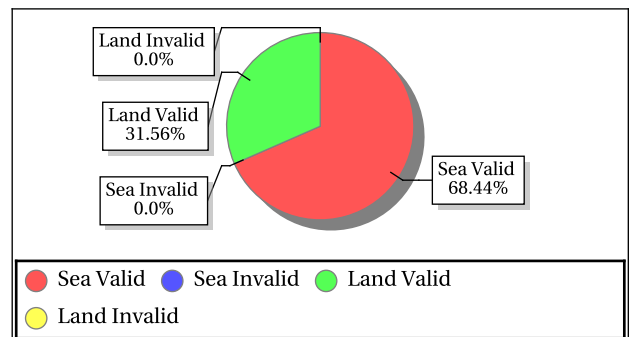 Land Invalid
0.0%
Land Valid
31.56%
Sea Invalid
0.0%
Sea Valid
68.44%
Sea Valid Sea Invalid Land Valid
Land Invalid